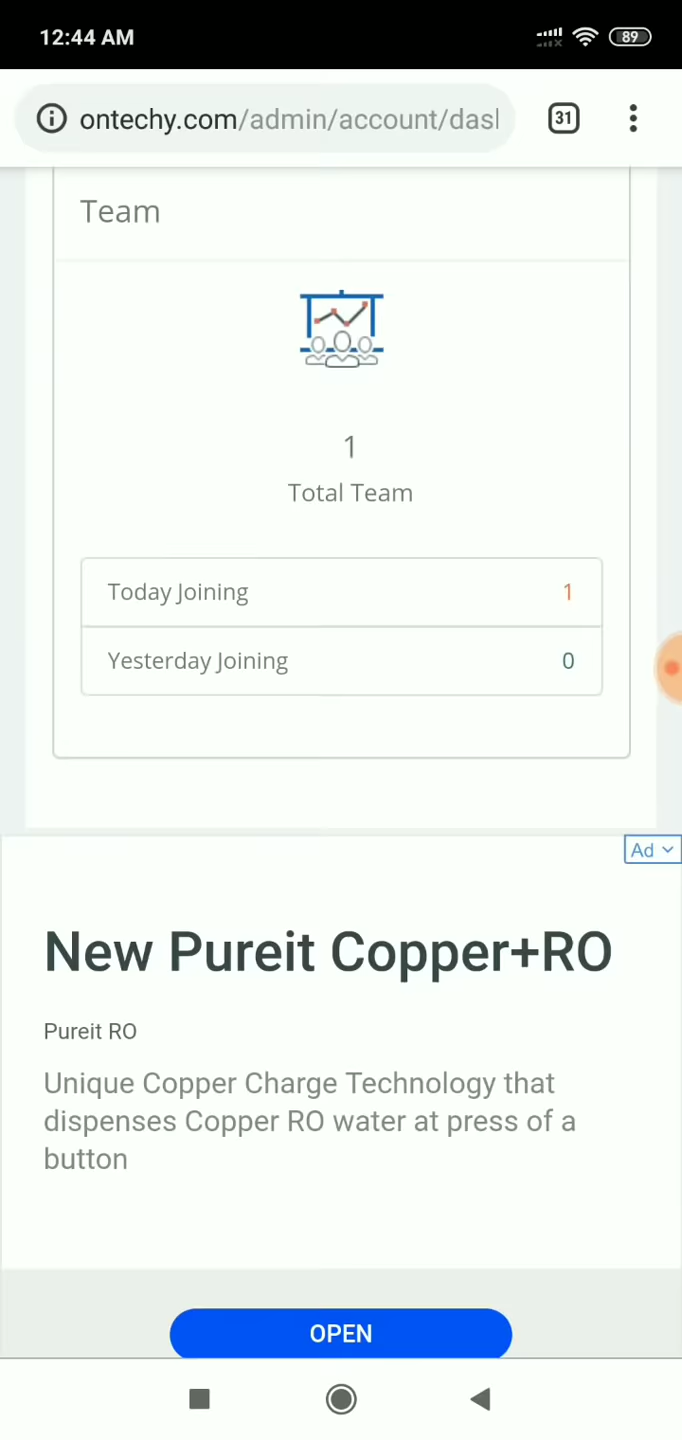 12:44 AM
89
ontechy.com/admin/account/das
31
Team
1
Total Team
Today Joining 1
Yesterday Joining 0
Ad
New Pureit Copper+RO
Pureit RO
Unique Copper Charge Technology that
dispenses Copper RO water at press of a
button
OPEN